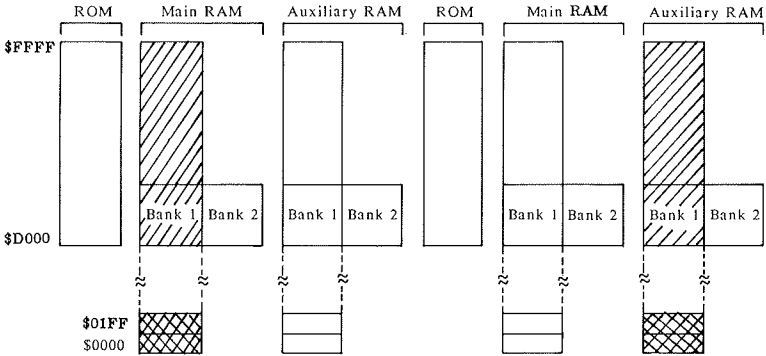 ROM Main RAM Auxiliary RAM ROM Main RAM Auxiliary RAM
$FFFF
Bank 1 Bank 2 Bank 1 Bank 2 Bank 1 Bank 2 Bank 1 Bank 2
$D000
$01FF
$0000